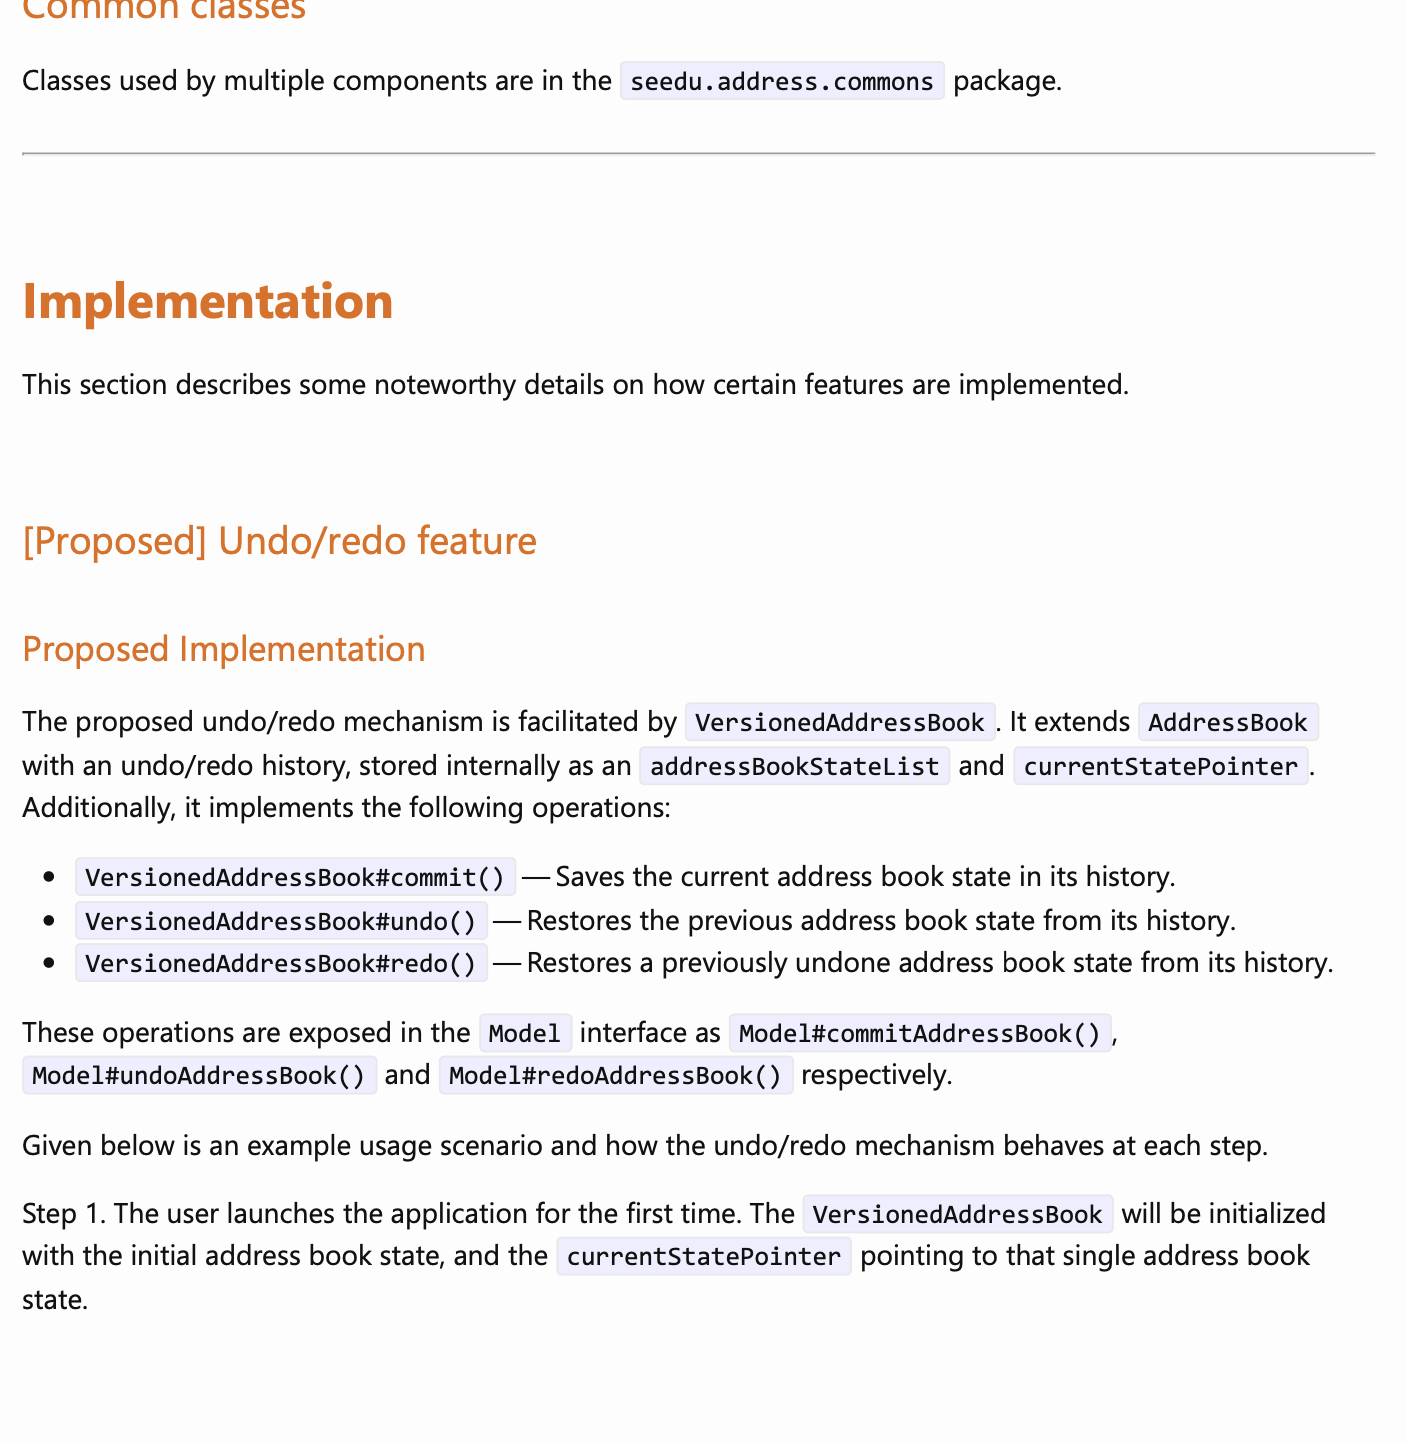 Common classes
Classes used by multiple components are in the seedu.address.commons package.
Implementation
This section describes some noteworthy details on how certain features are implemented.
[Proposed] Undo/redo feature
Proposed Implementation
The proposed undo/redo mechanism is facilitated by VersionedAddressBook. It extends AddressBook
with an undo/redo history, stored internally as an addressBookStateList and currentStatePointer.
Additionally, it implements the following operations:
• VersionedAddressBook#commit() — Saves the current address book state in its history.
• VersionedAddressBook#undo() — Restores the previous address book state from its history.
• VersionedAddressBook#redo() — Restores a previously undone address book state from its history.
These operations are exposed in the Model interface as Model#commitAddressBook(),
Model#undoAddressBook() and Model#redoAddressBook() respectively.
Given below is an example usage scenario and how the undo/redo mechanism behaves at each step.
Step 1. The user launches the application for the first time. The VersionedAddressBook will be initialized
with the initial address book state, and the currentStatePointer pointing to that single address book
state.